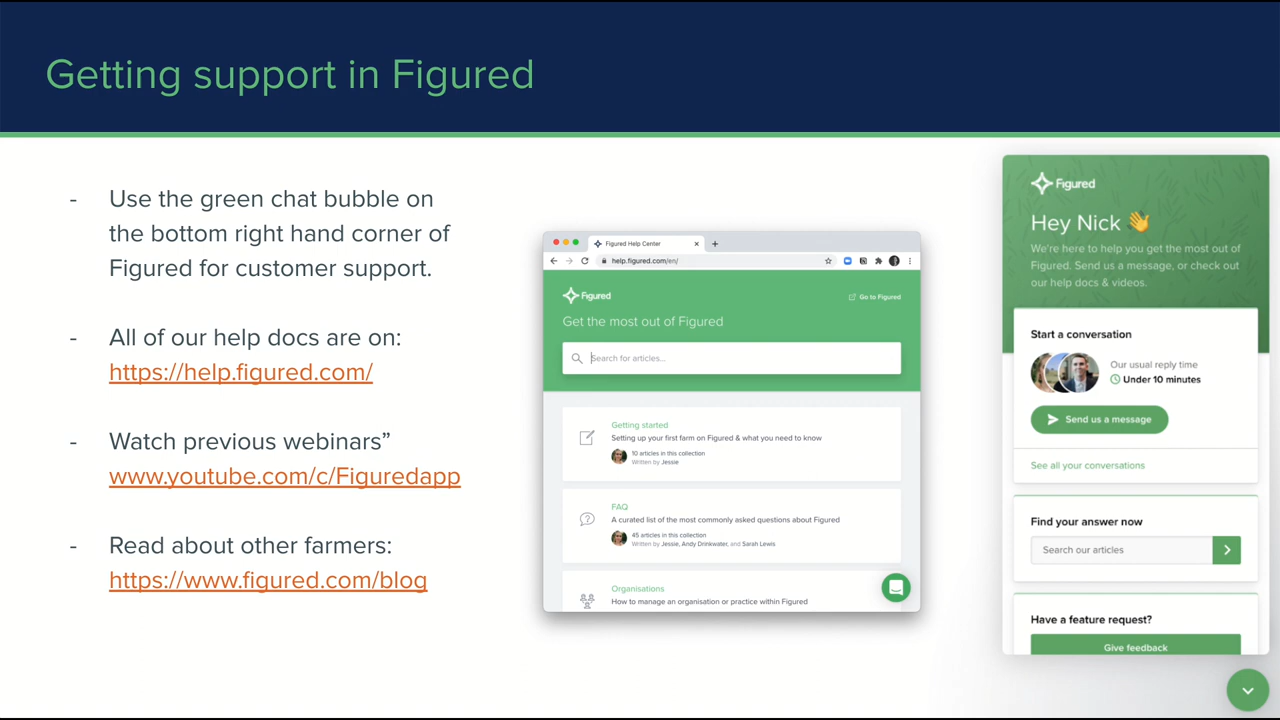 Getting support in Figured
- Use the green chat bubble on
the bottom right hand corner of
Figured for customer support.
- All of our help docs are on:
https://help.figured.com/
- Watch previous webinars”
www.youtube.com/c/Figuredapp
- Read about other farmers:
https://www.figured.com/blog
Figured Help Center
help.figured.com/en/
Figured
Go to Figured
Get the most out of Figured
Search for articles...
Getting started
Setting up your first farm on Figured & what you need to know
10 articles in this collection
Written by Jessie
FAQ
A curated list of the most commonly asked questions about Figured
45 articles in this collection
Written by Jessie, Andy Drinkwater, and Sarah Lewis
Organisations
How to manage an organisation or practice within Figured
Figured
Hey Nick 👋
We're here to help you get the most out of
Figured. Send us a message, or check out
our help docs & videos.
Start a conversation
Our usual reply time
Under 10 minutes
Send us a message
See all your conversations
Find your answer now
Search our articles
Have a feature request?
Give feedback